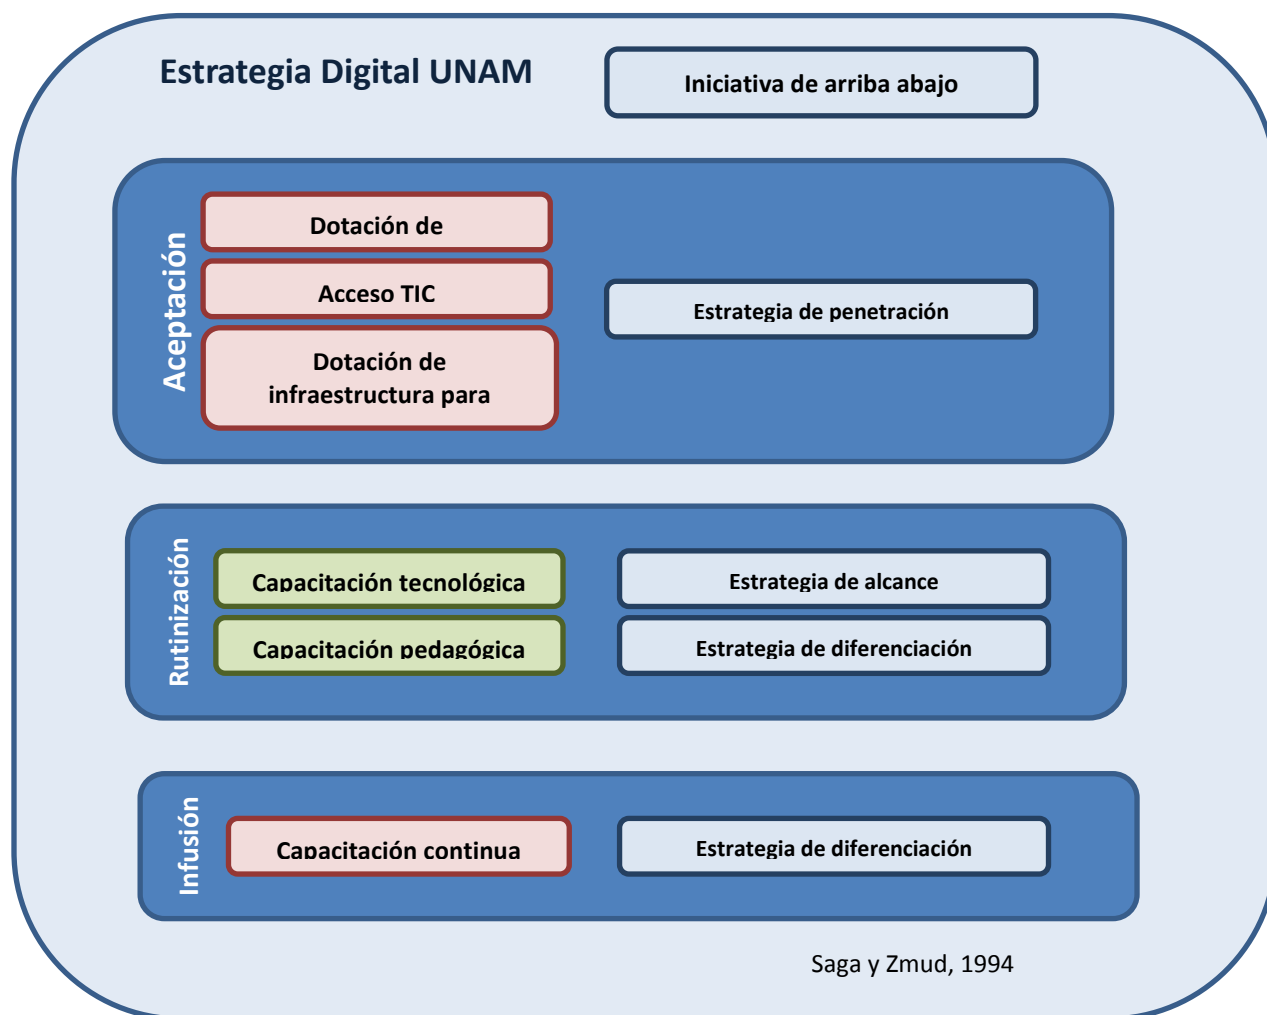 Estrategia Digital UNAM
Iniciativa de arriba abajo
Aceptación
Dotación de
Acceso TIC
Dotación de
infraestructura para
Estrategia de penetración
Rutinización
Capacitación tecnológica
Estrategia de alcance
Capacitación pedagógica
Estrategia de diferenciación
Infusión
Capacitación continua
Estrategia de diferenciación
Saga y Zmud, 1994